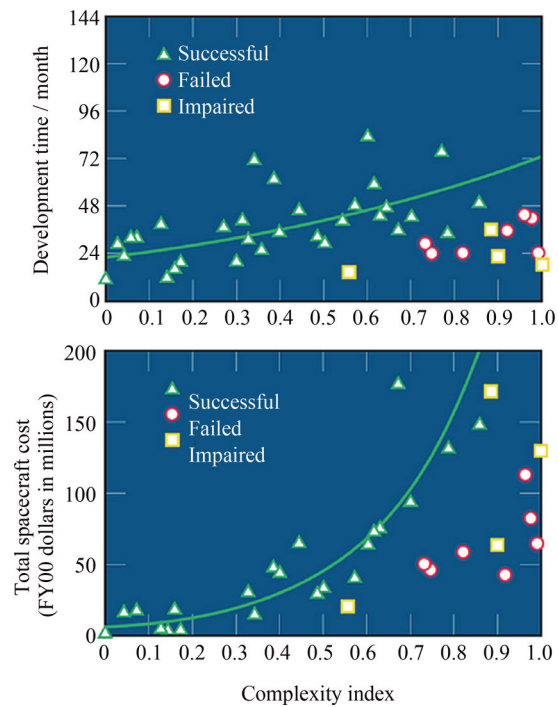 144
120
96
72
48
24
0
Development time / month
Successful
Failed
Impaired
0 0.1 0.2 0.3 0.4 0.5 0.6 0.7 0.8 0.9 1.0
200
150
100
50
0
Total spacecraft cost
(FY00 dollars in millions)
Successful
Failed
Impaired
0 0.1 0.2 0.3 0.4 0.5 0.6 0.7 0.8 0.9 1.0
Complexity index